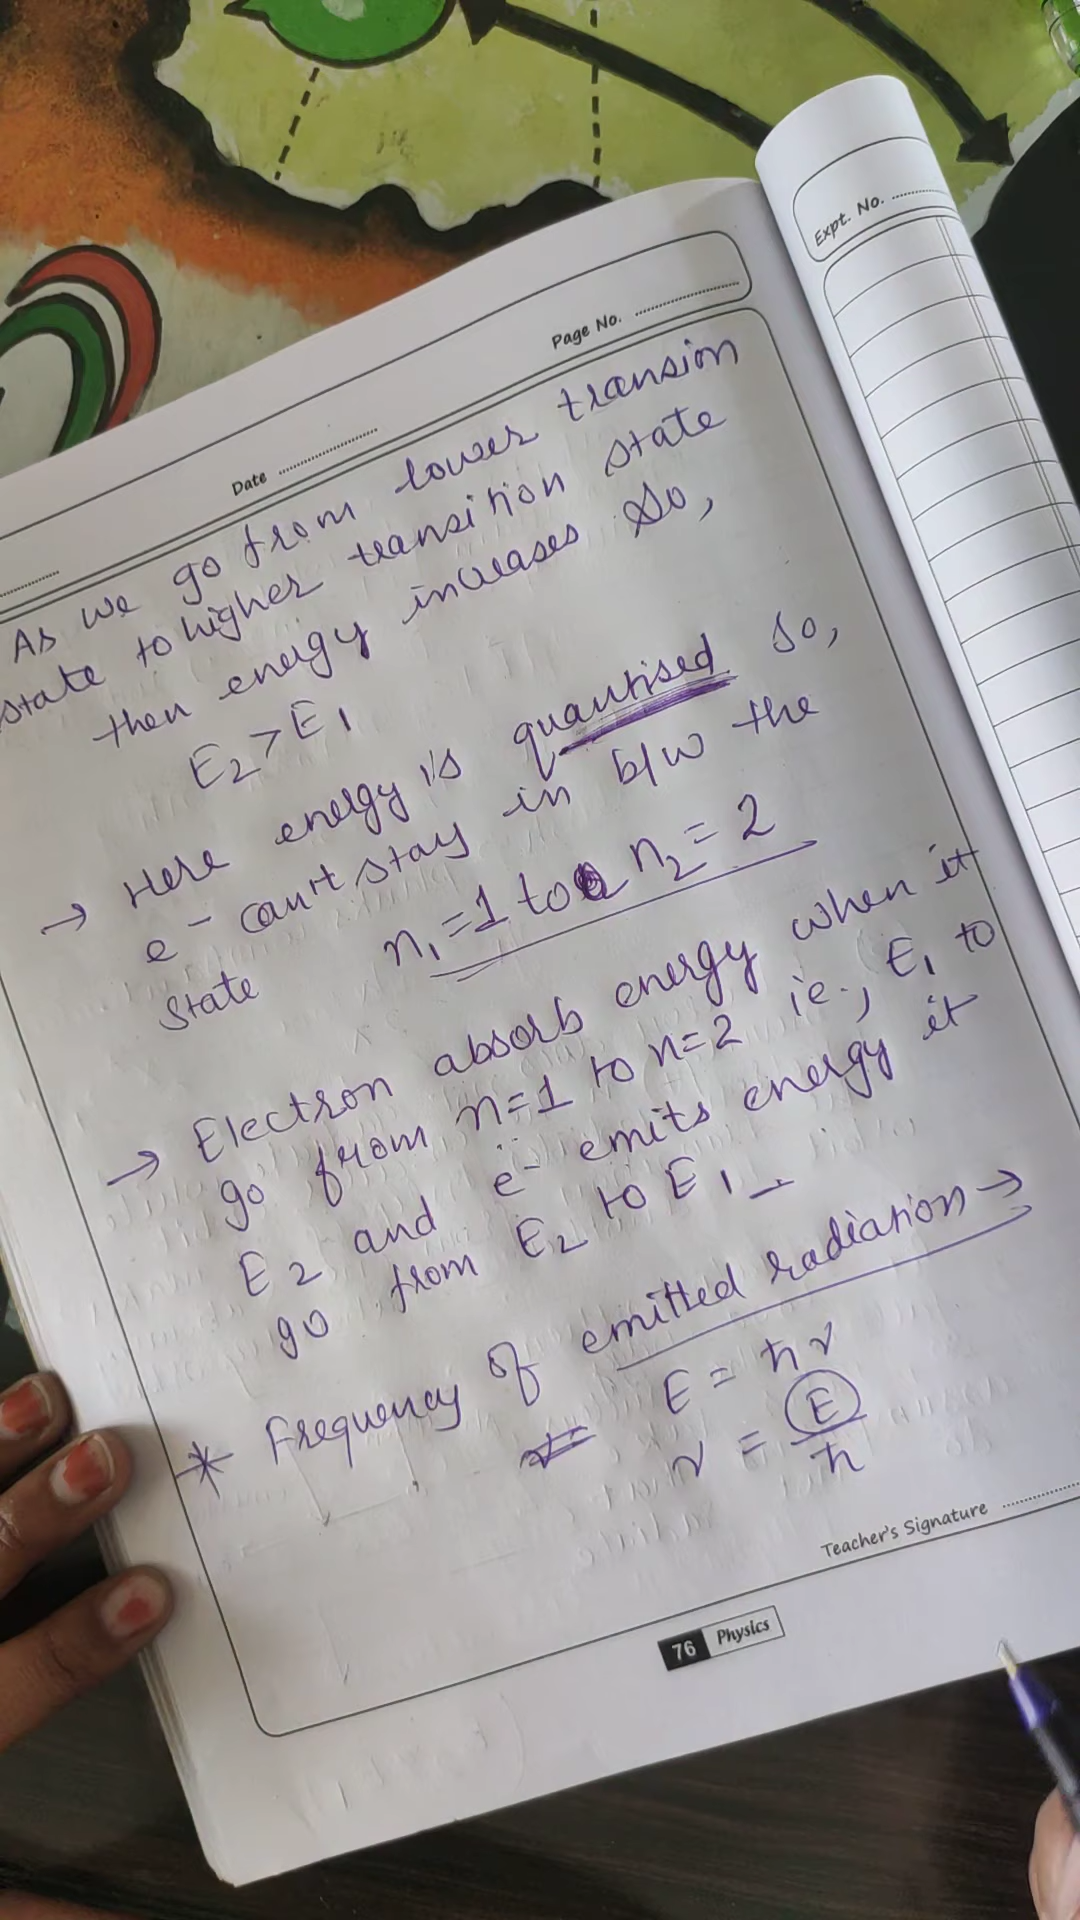 Expt. No.
Page No.
Date
As we go from lower transion
state to higher transition state
then energy increases So,
E2 > E1
→ Here energy is quantised So,
e- can't stay in b/w the
state n1 = 1 to n2 = 2
→ Electron absorb energy when it
go from n=1 to n=2 ie., E1 to
E2 and e- emits energy it
go from E2 to E1
* Frequency of emitted radiation →
E = hν
ν = E/h
Teacher's Signature
76 Physics